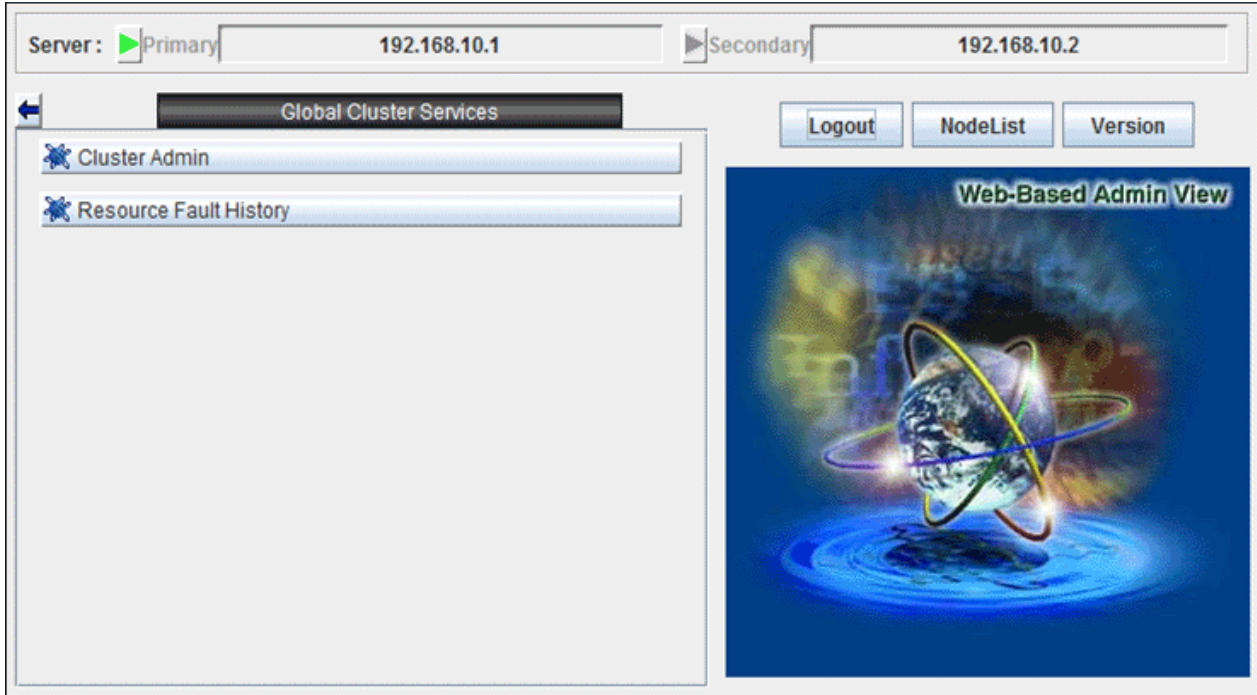 Server : Primary 192.168.10.1 Secondary 192.168.10.2
Global Cluster Services
Logout NodeList Version
Cluster Admin
Resource Fault History
Web-Based Admin View